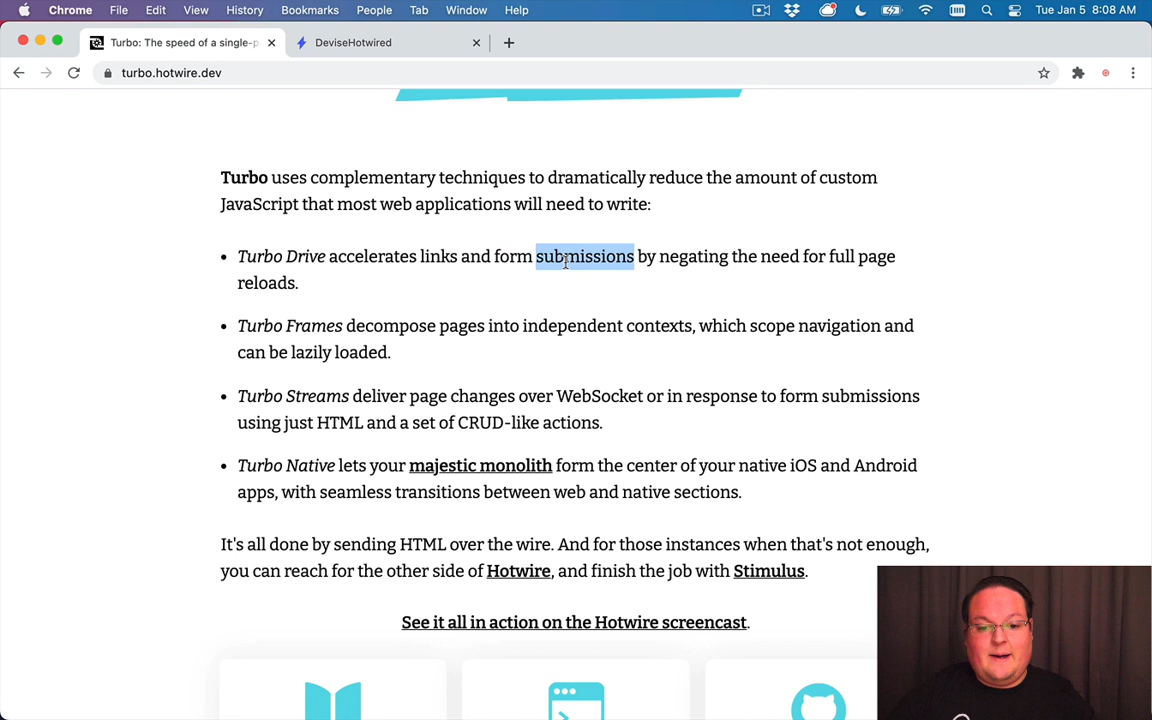 Chrome File Edit View History Bookmarks People Tab Window Help Tue Jan 5 8:08 AM
Turbo: The speed of a single-p DeviseHotwired
turbo.hotwire.dev
Turbo uses complementary techniques to dramatically reduce the amount of custom
JavaScript that most web applications will need to write:
• Turbo Drive accelerates links and form submissions by negating the need for full page
reloads.
• Turbo Frames decompose pages into independent contexts, which scope navigation and
can be lazily loaded.
• Turbo Streams deliver page changes over WebSocket or in response to form submissions
using just HTML and a set of CRUD-like actions.
• Turbo Native lets your majestic monolith form the center of your native iOS and Android
apps, with seamless transitions between web and native sections.
It's all done by sending HTML over the wire. And for those instances when that's not enough,
you can reach for the other side of Hotwire, and finish the job with Stimulus.
See it all in action on the Hotwire screencast.